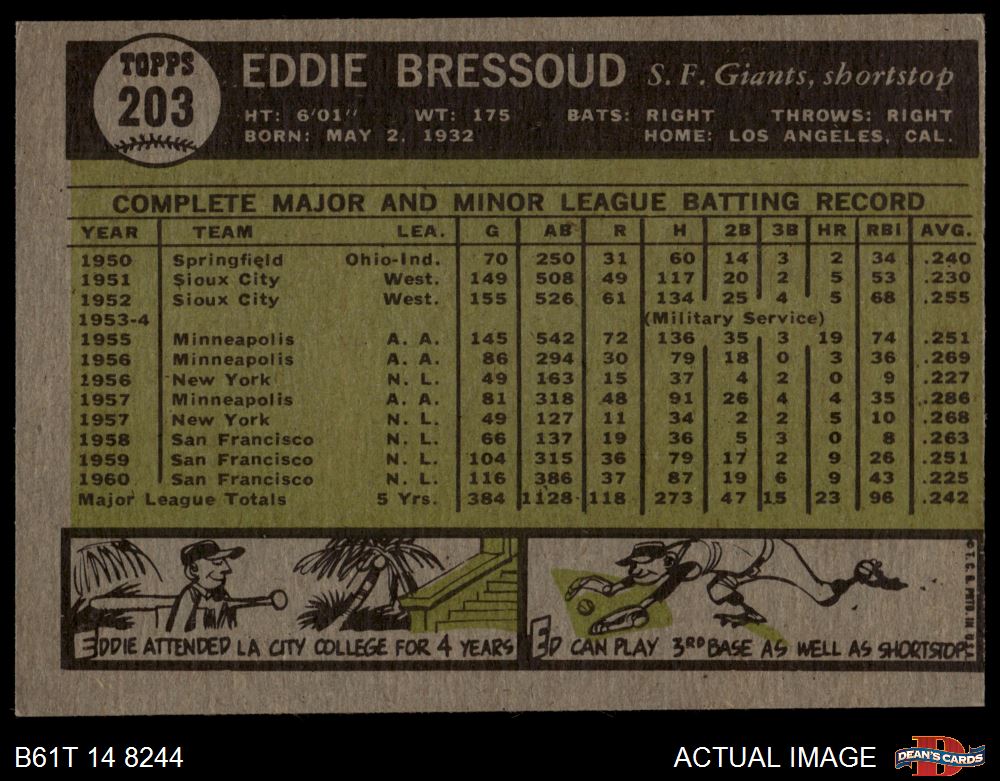 TOPPS
203
EDDIE BRESSOUD S. F. Giants, shortstop
HT: 6'01" WT: 175 BATS: RIGHT THROWS: RIGHT
BORN: MAY 2, 1932 HOME: LOS ANGELES, CAL.
COMPLETE MAJOR AND MINOR LEAGUE BATTING RECORD
YEAR TEAM LEA. G AB R H 2B 3B HR RBI AVG.
1950 Springfield Ohio-Ind. 70 250 31 60 14 3 2 34 .240
1951 Sioux City West. 149 508 49 117 20 2 5 53 .230
1952 Sioux City West. 155 526 61 134 25 4 5 68 .255
1953-4 (Military Service)
1955 Minneapolis A. A. 145 542 72 136 35 3 19 74 .251
1956 Minneapolis A. A. 86 294 30 79 18 0 3 36 .269
1956 New York N. L. 49 163 15 37 4 2 0 9 .227
1957 Minneapolis A. A. 81 318 48 91 26 4 4 35 .286
1957 New York N. L. 49 127 11 34 2 2 5 10 .268
1958 San Francisco N. L. 66 137 19 36 5 3 0 8 .263
1959 San Francisco N. L. 104 315 36 79 17 2 9 26 .251
1960 San Francisco N. L. 116 386 37 87 19 6 9 43 .225
Major League Totals 5 Yrs. 384 1128 118 273 47 15 23 96 .242
EDDIE ATTENDED LA CITY COLLEGE FOR 4 YEARS
ED CAN PLAY 3RD BASE AS WELL AS SHORTSTOP.
© T. C. G. PRTD. IN U.S.A.
B61T 14 8244
ACTUAL IMAGE
D
DEAN'S CARDS